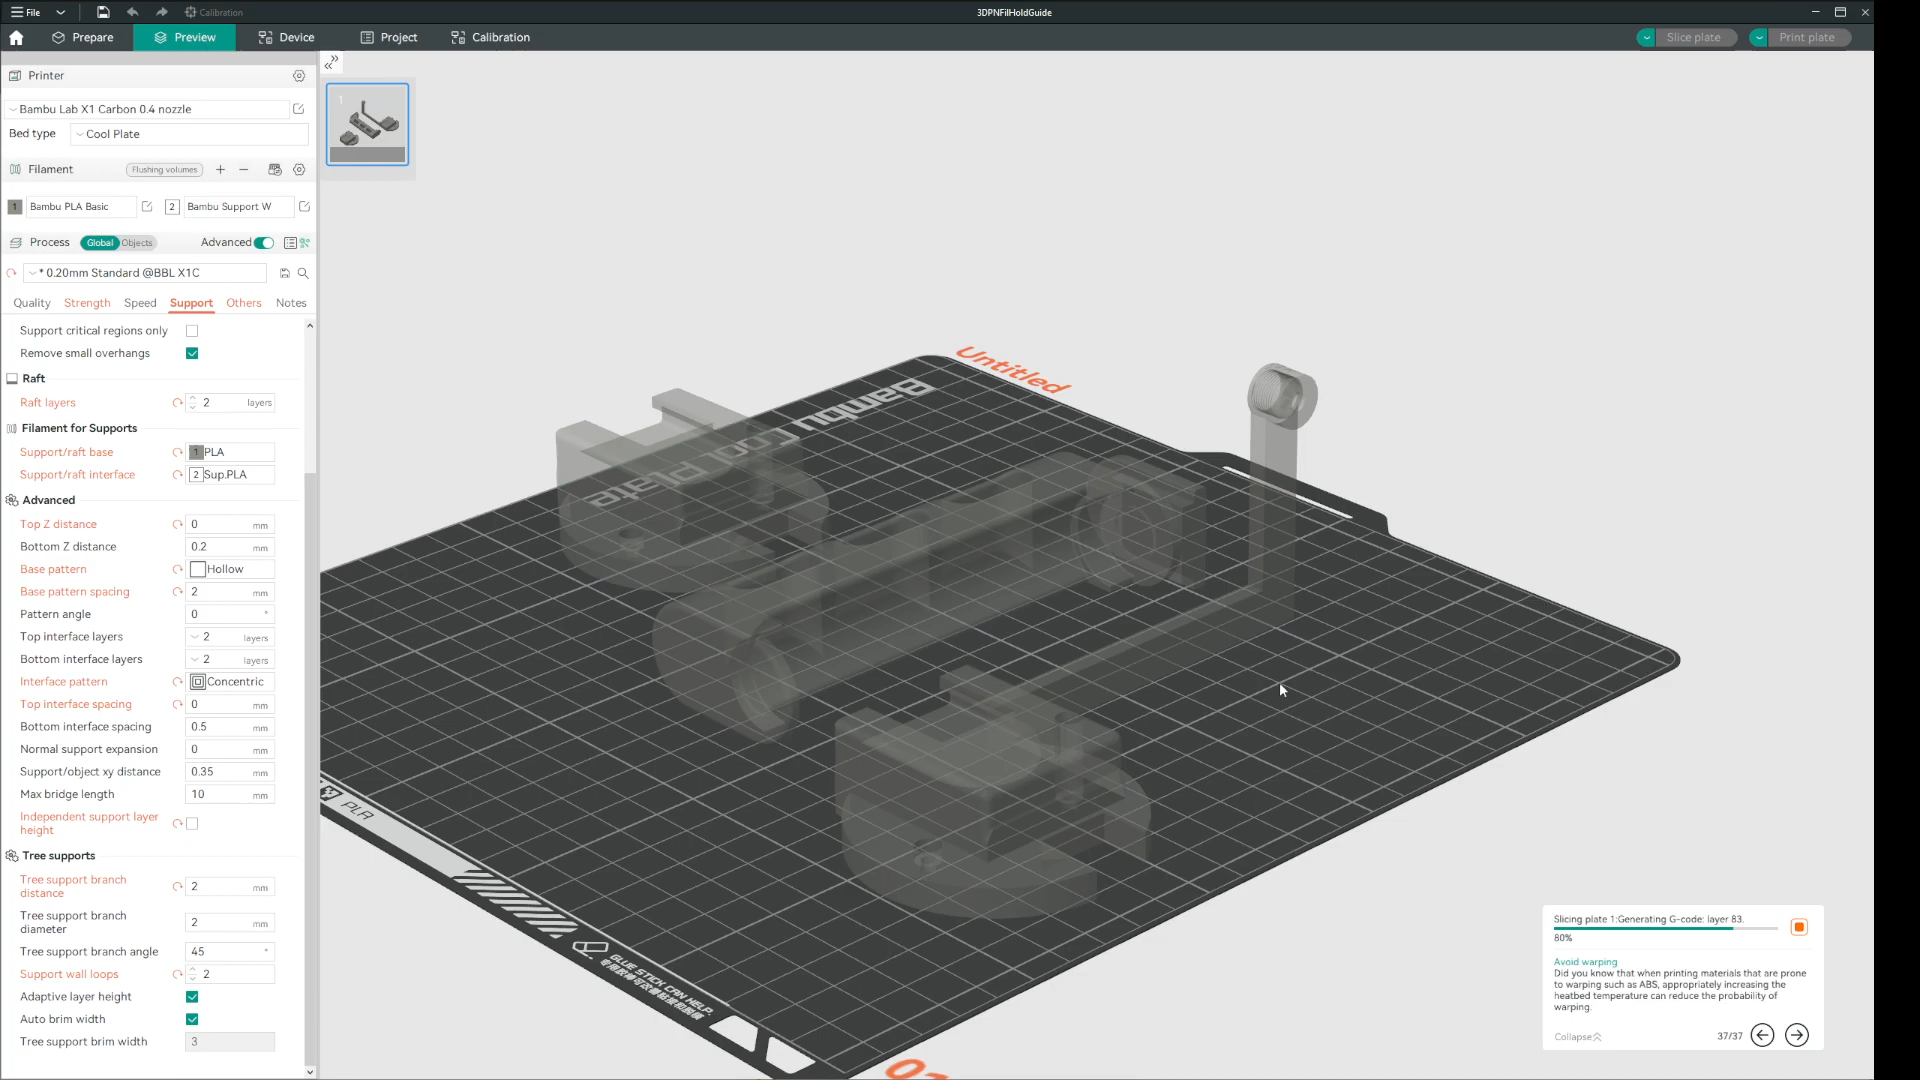 File
Calibration
3DPNFilHoldGuide
Prepare
Preview
Device
Project
Calibration
Slice plate
Print plate
Printer
Bambu Lab X1 Carbon 0.4 nozzle
Bed type
Cool Plate
Filament
Flushing volumes
1 Bambu PLA Basic
2 Bambu Support W
Process
Global
Objects
Advanced
* 0.20mm Standard @BBL X1C
Quality
Strength
Speed
Support
Others
Notes
Support critical regions only
Remove small overhangs
Raft
Raft layers 2 layers
Filament for Supports
Support/raft base 1 PLA
Support/raft interface 2 Sup.PLA
Advanced
Top Z distance 0 mm
Bottom Z distance 0.2 mm
Base pattern Hollow
Base pattern spacing 2 mm
Pattern angle 0 °
Top interface layers 2 layers
Bottom interface layers 2 layers
Interface pattern Concentric
Top interface spacing 0 mm
Bottom interface spacing 0.5 mm
Normal support expansion 0 mm
Support/object xy distance 0.35 mm
Max bridge length 10 mm
Independent support layer
height
Tree supports
Tree support branch
distance 2 mm
Tree support branch
diameter 2 mm
Tree support branch angle 45 °
Support wall loops 2
Adaptive layer height
Auto brim width
Tree support brim width 3
1
Untitled
Bambu Cool Plate
PLA
GLUE STICK CAN HELP.
01
Slicing plate 1:Generating G-code: layer 83.
80%
Avoid warping
Did you know that when printing materials that are prone
to warping such as ABS, appropriately increasing the
heatbed temperature can reduce the probability of
warping.
Collapse
37/37